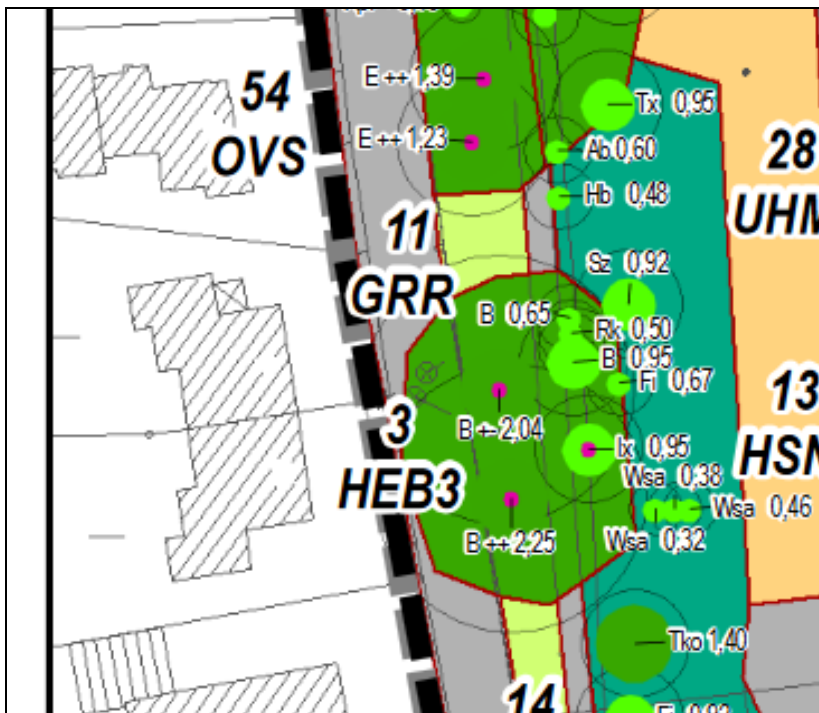 E ++ 1,39
Tx 0,95
54
OVS
E ++ 1,23
Ab 0,60
28
Hb 0,48
11
GRR
Sz 0,92
B 0,65
Rk 0,50
B 0,95
Fi 0,67
13
3
HEB3
B +- 2,04
Ix 0,95
Wsa 0,38
Wsa 0,46
B ++ 2,25
Wsa 0,32
Tko 1,40
14